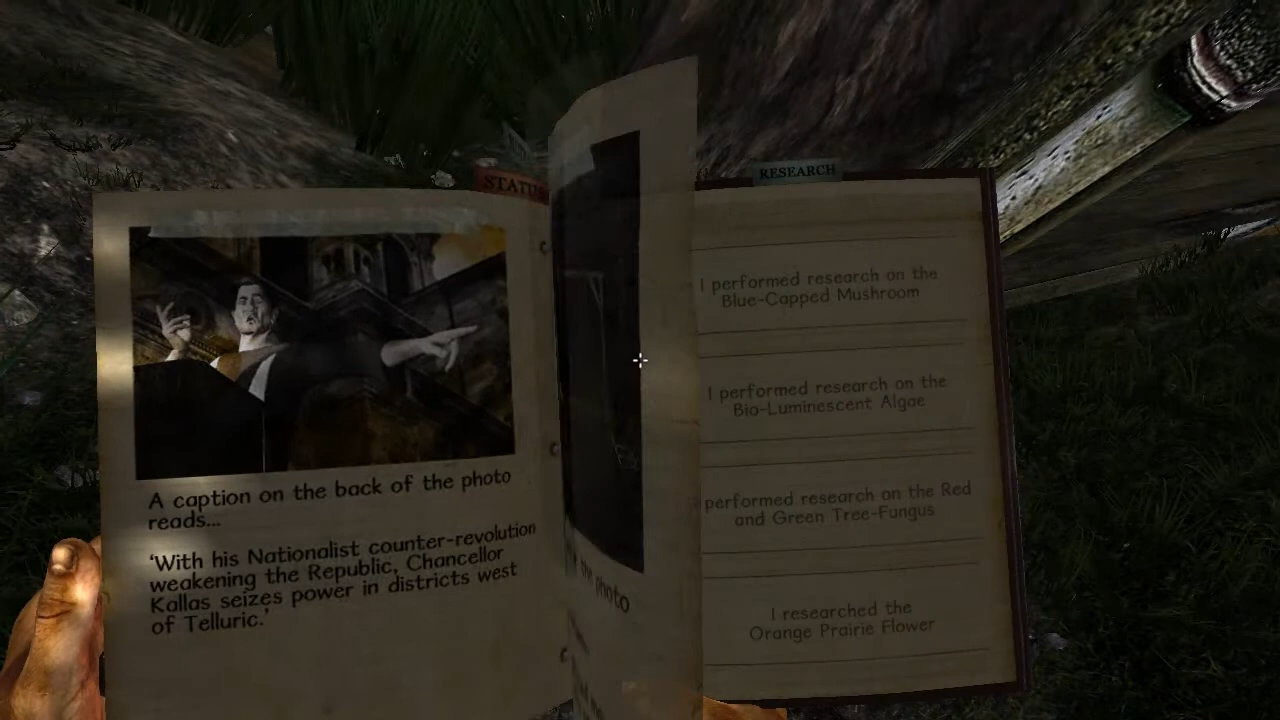 STATUS
A caption on the back of the photo
reads...
'With his Nationalist counter-revolution
weakening the Republic, Chancellor
Kallas seizes power in districts west
of Telluric.'
the photo
RESEARCH
I performed research on the
Blue-Capped Mushroom
I performed research on the
Bio-Luminescent Algae
performed research on the Red
and Green Tree-Fungus
I researched the
Orange Prairie Flower